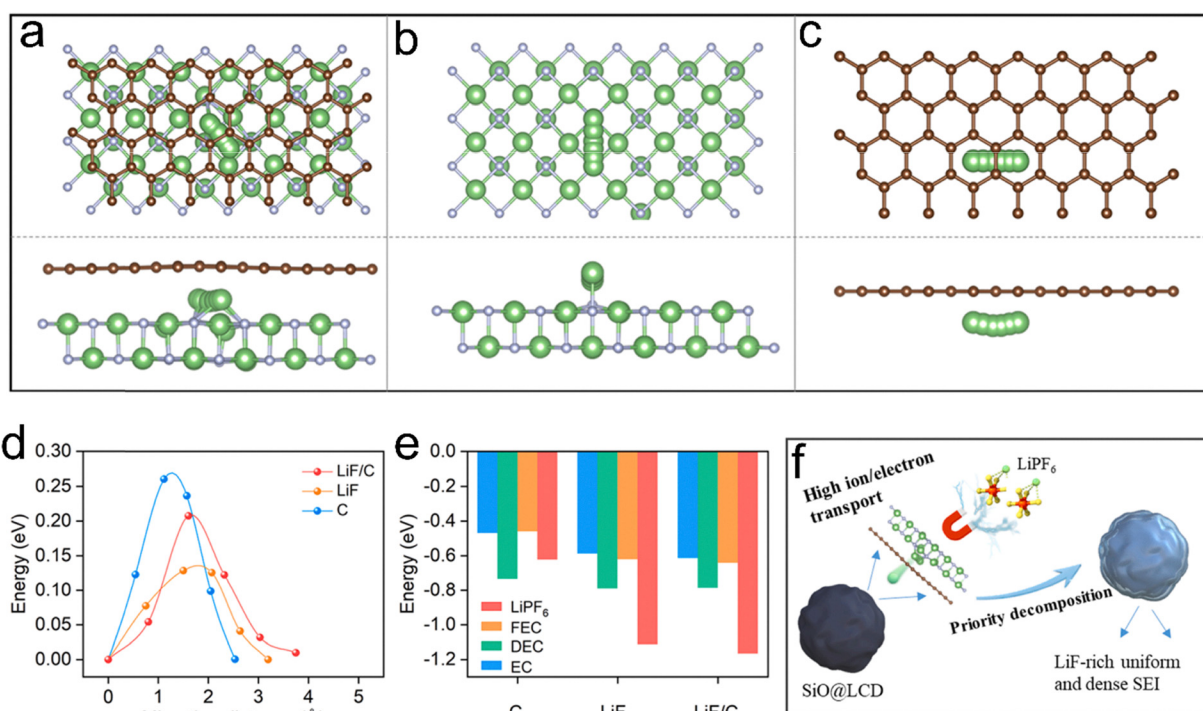 a
b
c
d
0.30
0.25
0.20
0.15
0.10
0.05
0.00
Energy (eV)
LiF/C
LiF
C
0 1 2 3 4 5
e
0.0
-0.2
-0.4
-0.6
-0.8
-1.0
-1.2
Energy (eV)
LiPF6
FEC
DEC
EC
C LiF LiF/C
f
High ion/electron
transport
LiPF6
Priority decomposition
SiO@LCD
LiF-rich uniform
and dense SEI